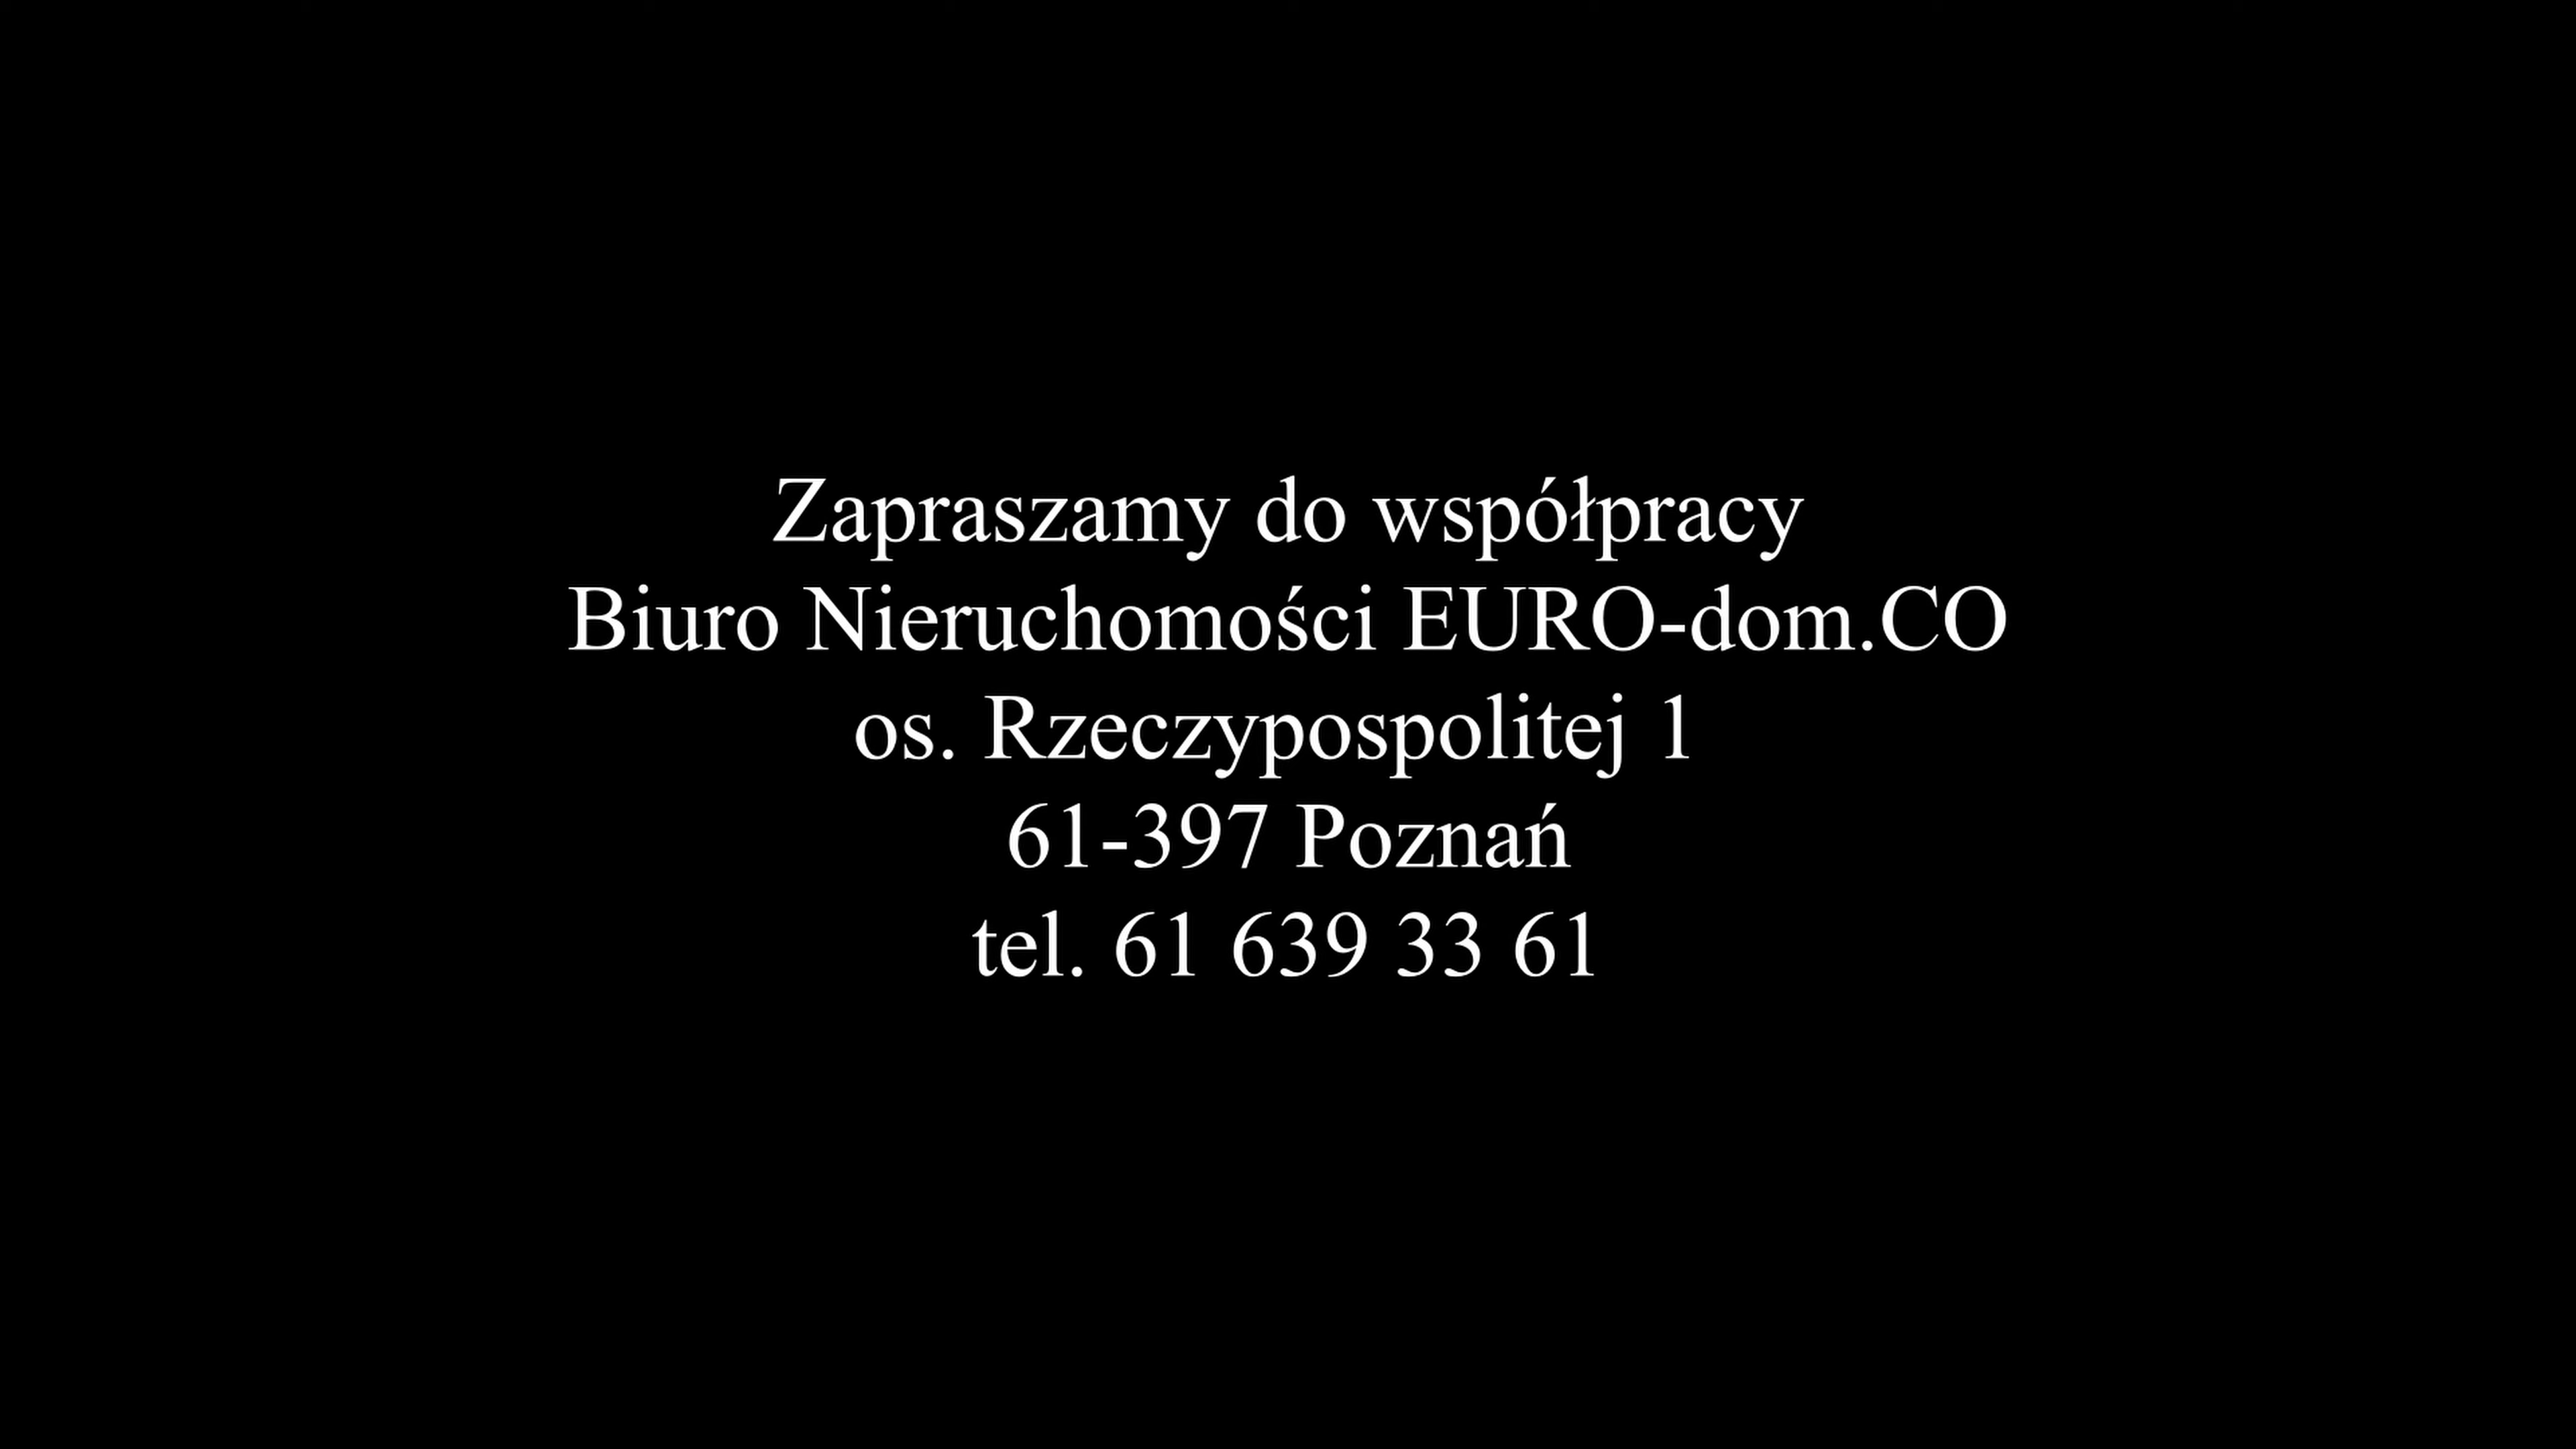 Zapraszamy do współpracy
Biuro Nieruchomości EURO-dom.CO
os. Rzeczypospolitej 1
61-397 Poznań
tel. 61 639 33 61